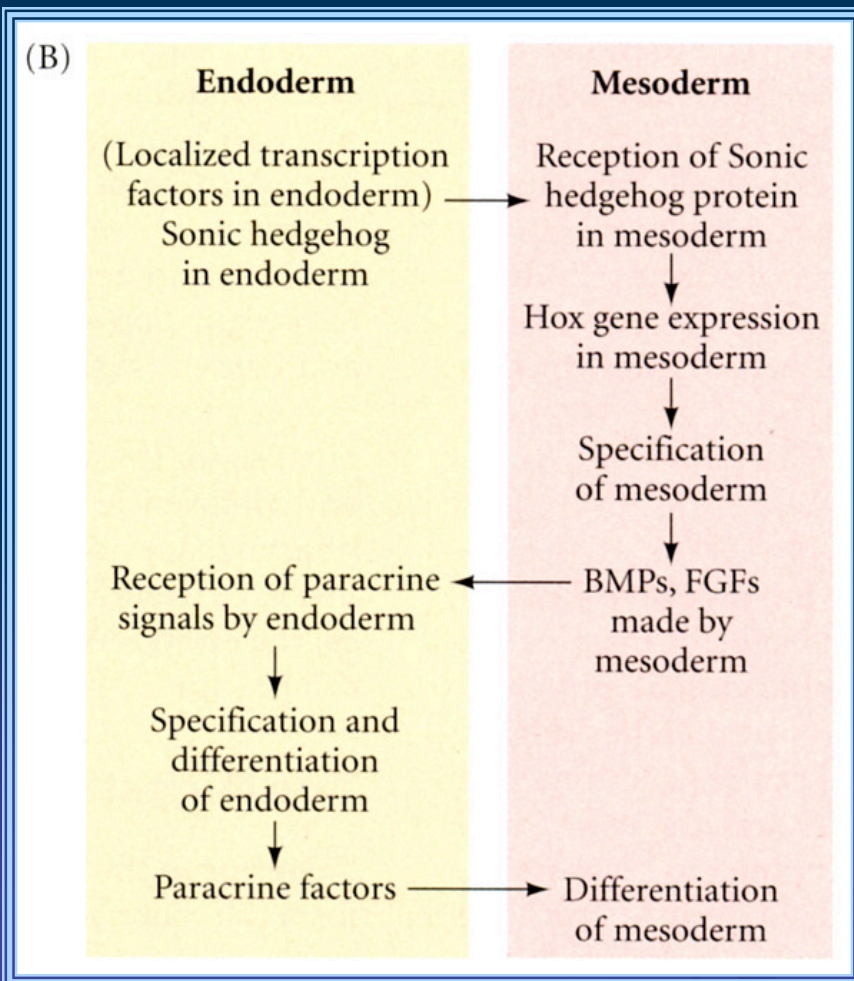 (B)
Endoderm
(Localized transcription
factors in endoderm)
Sonic hedgehog
in endoderm
Mesoderm
Reception of Sonic
hedgehog protein
in mesoderm
Hox gene expression
in mesoderm
Specification
of mesoderm
BMPs, FGFs
made by
mesoderm
Reception of paracrine
signals by endoderm
Specification and
differentiation
of endoderm
Paracrine factors
Differentiation
of mesoderm